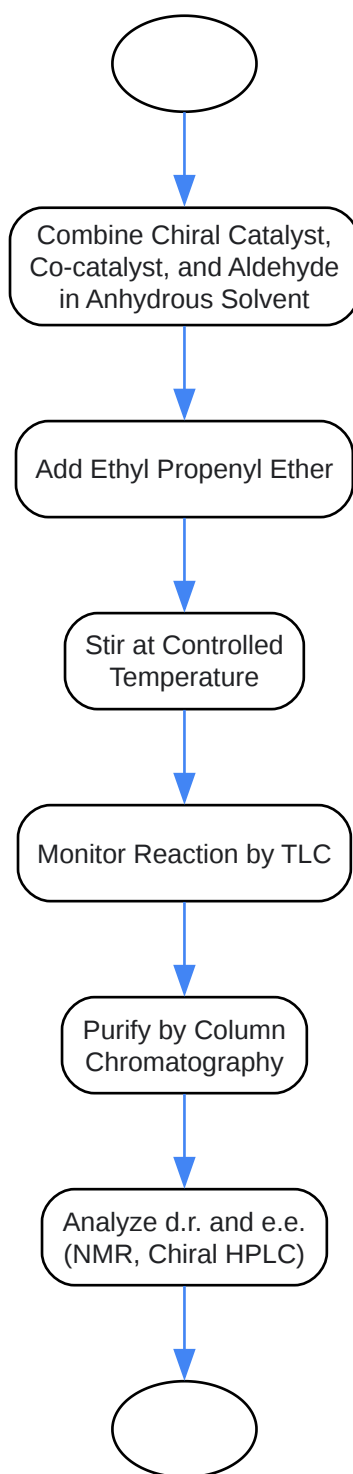 Combine Chiral Catalyst,
Co-catalyst, and Aldehyde
in Anhydrous Solvent
Add Ethyl Propenyl Ether
Stir at Controlled
Temperature
Monitor Reaction by TLC
Purify by Column
Chromatography
Analyze d.r. and e.e.
(NMR, Chiral HPLC)